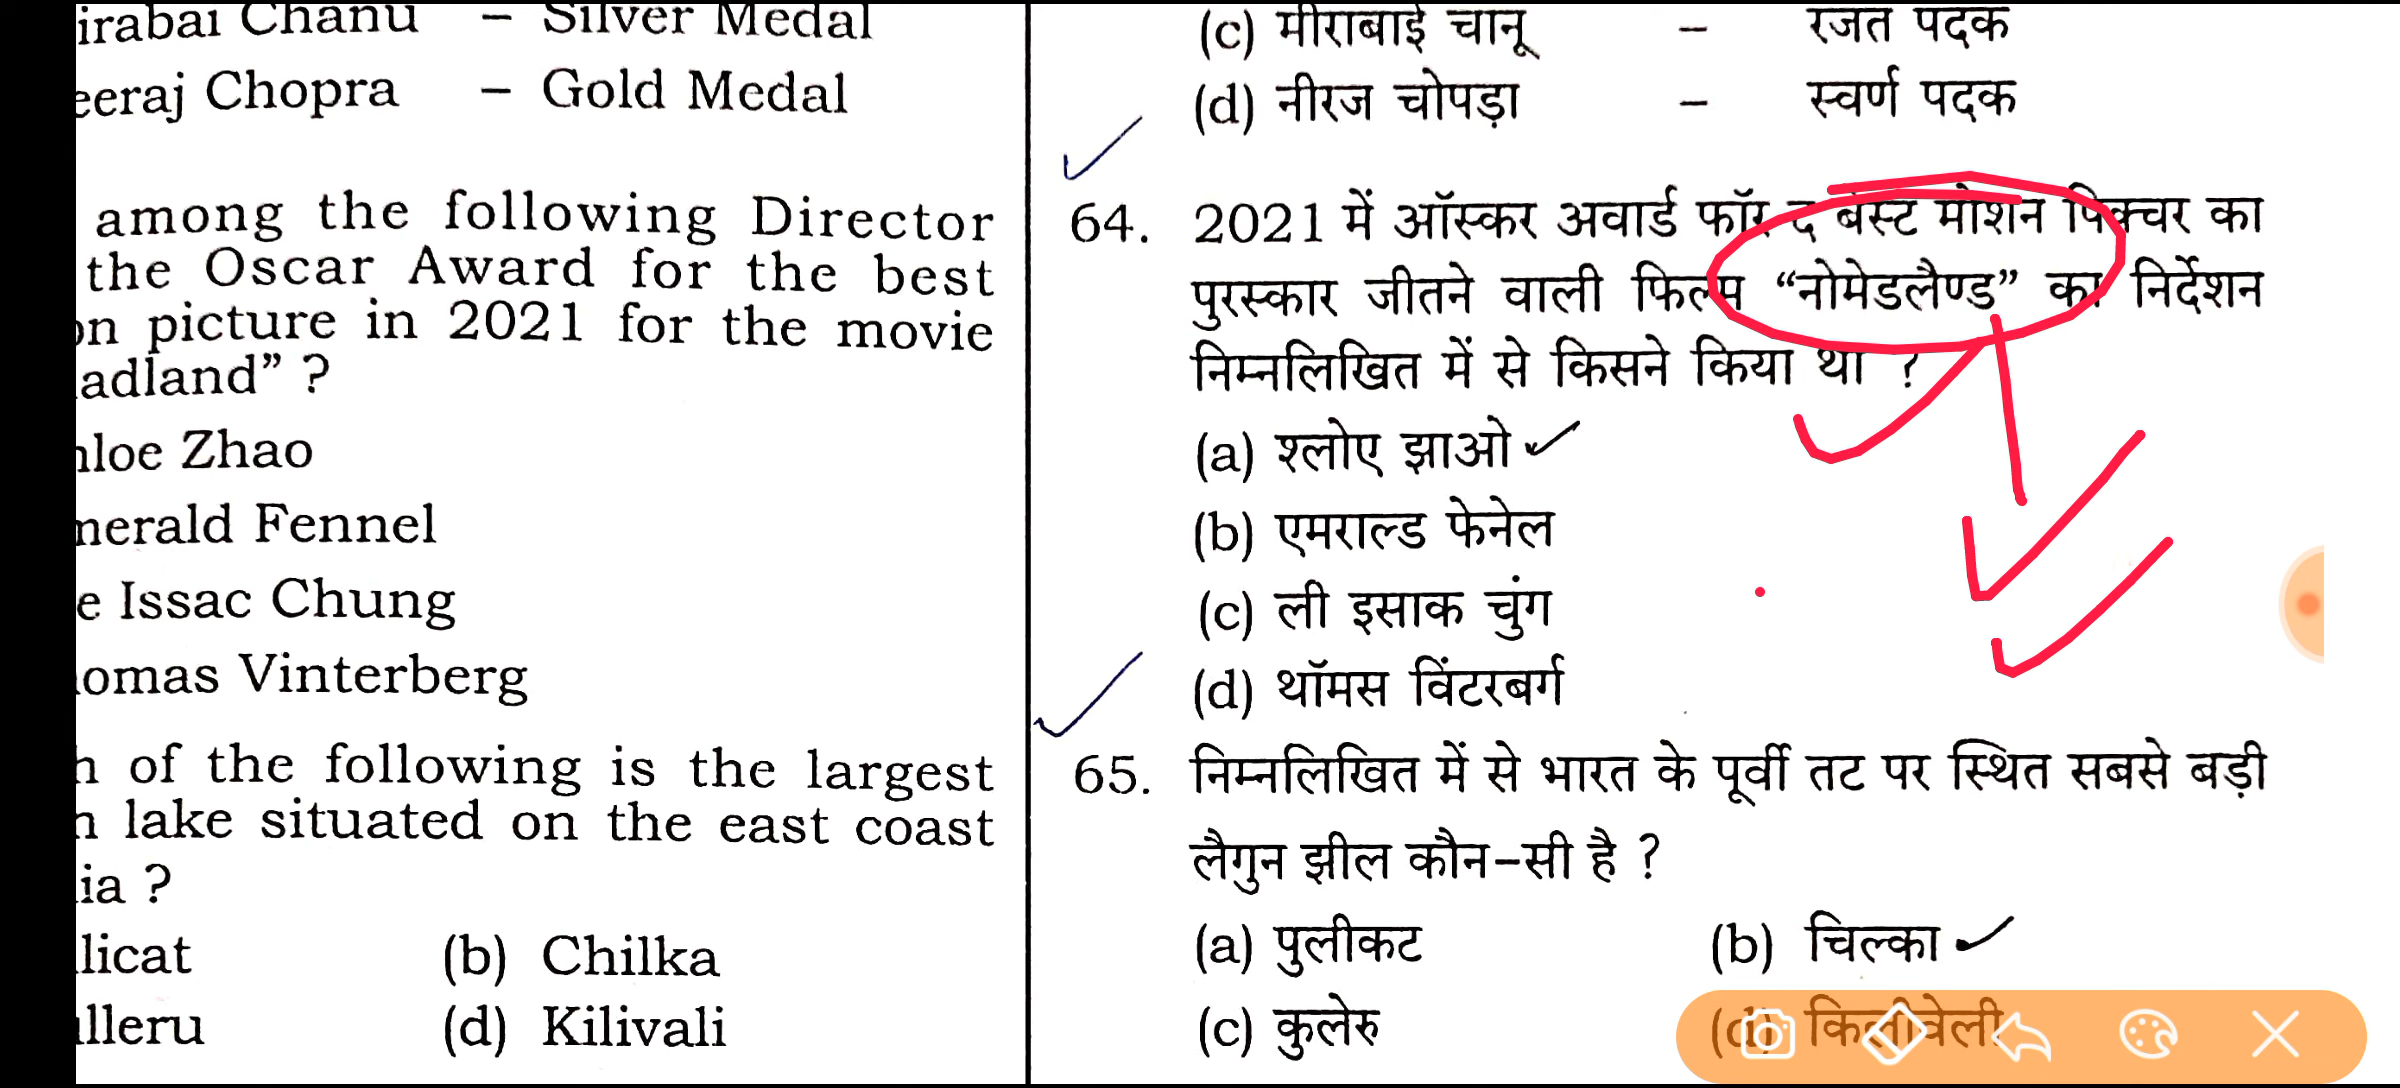 irabai Chanu – Silver Medal
eeraj Chopra – Gold Medal
among the following Director
the Oscar Award for the best
on picture in 2021 for the movie
adland” ?
hloe Zhao
merald Fennel
e Issac Chung
omas Vinterberg
h of the following is the largest
n lake situated on the east coast
ia ?
licat (b) Chilka
lleru (d) Kilivali
(c) मीराबाई चानू – रजत पदक
(d) नीरज चोपड़ा – स्वर्ण पदक
64. 2021 में ऑस्कर अवार्ड फॉर द बेस्ट मोशन पिक्चर का
पुरस्कार जीतने वाली फिल्म “नोमेडलैण्ड” का निर्देशन
निम्नलिखित में से किसने किया था ?
(a) श्लोए झाओ
(b) एमराल्ड फेनेल
(c) ली इसाक चुंग
(d) थॉमस विंटरबर्ग
65. निम्नलिखित में से भारत के पूर्वी तट पर स्थित सबसे बड़ी
लैगुन झील कौन-सी है ?
(a) पुलीकट (b) चिल्का
(c) कुलेरु (d) किलीवेली